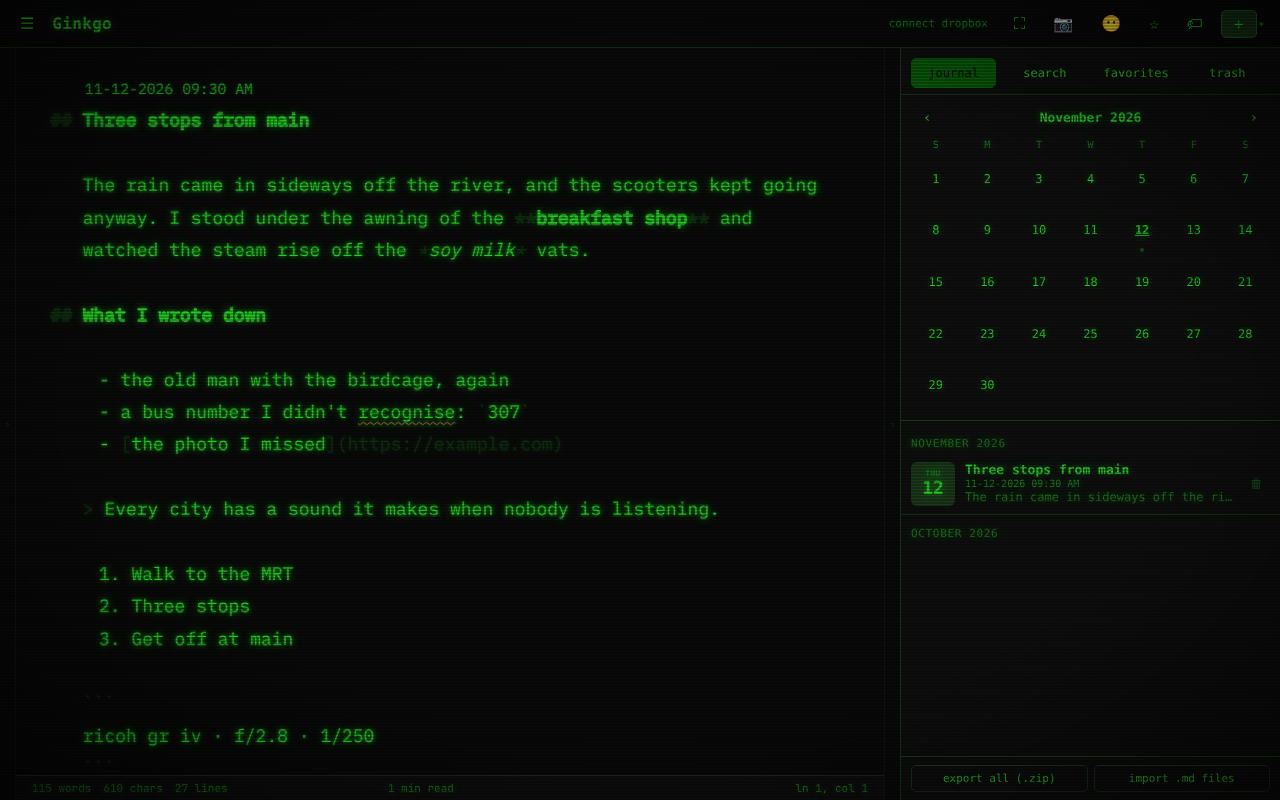 ☰ Ginkgo
connect dropbox
+
11-12-2026 09:30 AM
## Three stops from main
The rain came in sideways off the river, and the scooters kept going
anyway. I stood under the awning of the **breakfast shop** and
watched the steam rise off the *soy milk* vats.
## What I wrote down
- the old man with the birdcage, again
- a bus number I didn't recognise: `307`
- [the photo I missed](https://example.com)
> Every city has a sound it makes when nobody is listening.
1. Walk to the MRT
2. Three stops
3. Get off at main
```
ricoh gr iv · f/2.8 · 1/250
```
115 words 610 chars 27 lines
1 min read
ln 1, col 1
journal search favorites trash
‹ November 2026 ›
S M T W T F S
1 2 3 4 5 6 7
8 9 10 11 12 13 14
15 16 17 18 19 20 21
22 23 24 25 26 27 28
29 30
NOVEMBER 2026
THU
12
Three stops from main
11-12-2026 09:30 AM
The rain came in sideways off the ri…
OCTOBER 2026
export all (.zip)
import .md files